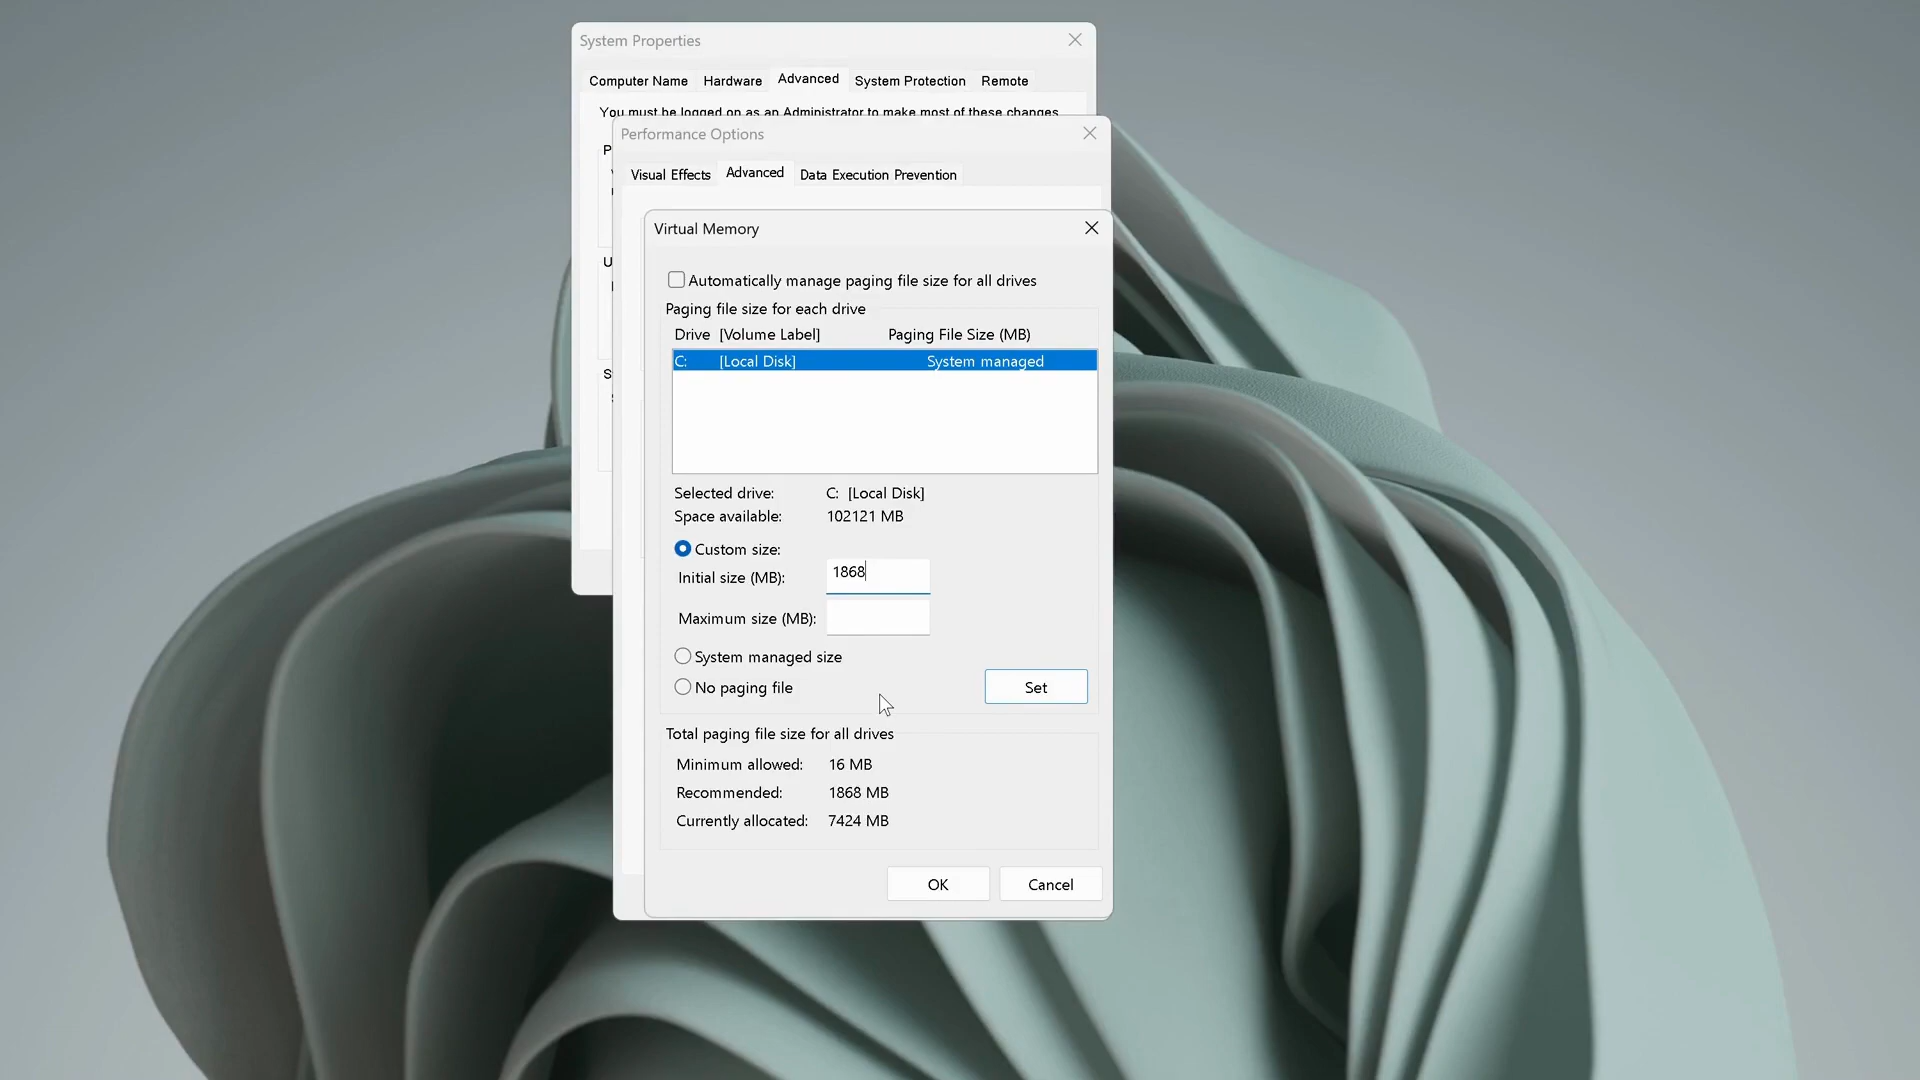 System Properties
Computer Name Hardware Advanced System Protection Remote
You must be logged on as an Administrator to make most of these changes
Performance Options
Visual Effects Advanced Data Execution Prevention
Virtual Memory
Automatically manage paging file size for all drives
Paging file size for each drive
Drive [Volume Label] Paging File Size (MB)
C: [Local Disk] System managed
Selected drive: C: [Local Disk]
Space available: 102121 MB
Custom size:
Initial size (MB): 1868
Maximum size (MB):
System managed size
No paging file Set
Total paging file size for all drives
Minimum allowed: 16 MB
Recommended: 1868 MB
Currently allocated: 7424 MB
OK Cancel